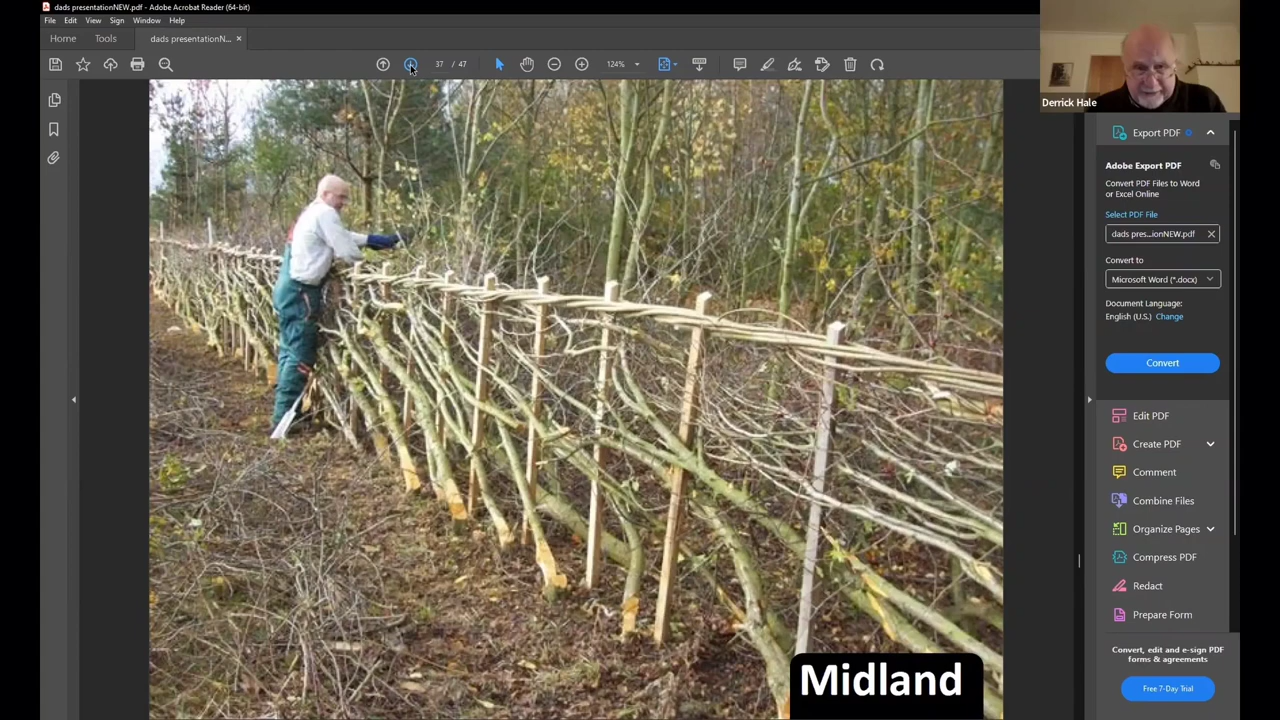 dads presentationNEW.pdf - Adobe Acrobat Reader (64-bit)
File Edit View Sign Window Help
Home Tools dads presentationN... ×
37 / 47 124%
Derrick Hale
Export PDF
Adobe Export PDF
Convert PDF Files to Word
or Excel Online
Select PDF File
dads pres...ionNEW.pdf
Convert to
Microsoft Word (*.docx)
Document Language:
English (U.S.) Change
Convert
Edit PDF
Create PDF
Comment
Combine Files
Organize Pages
Compress PDF
Redact
Prepare Form
Convert, edit and e-sign PDF
forms & agreements
Free 7-Day Trial
Midland